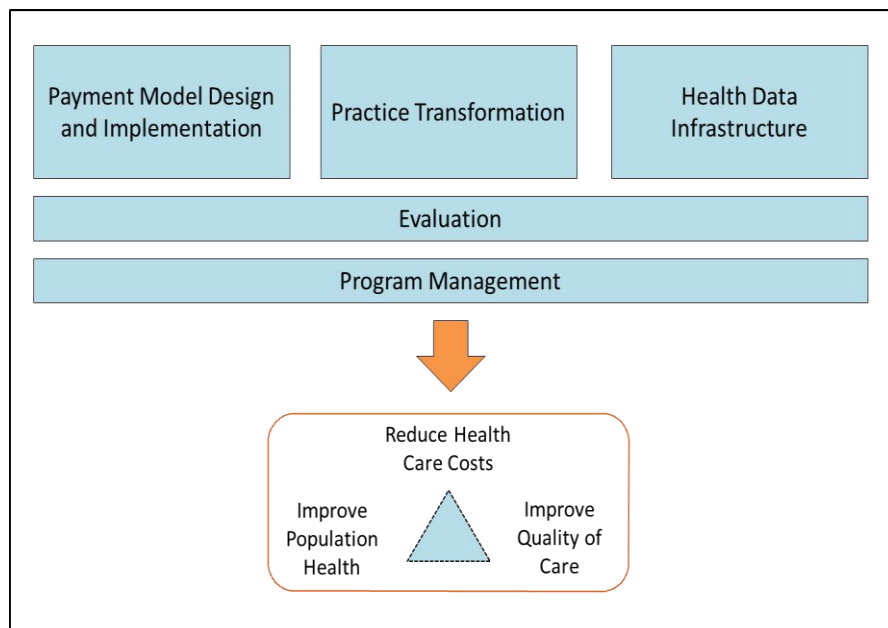 Payment Model Design
and Implementation
Practice Transformation
Health Data
Infrastructure
Evaluation
Program Management
Reduce Health
Care Costs
Improve
Population
Health
Improve
Quality of
Care